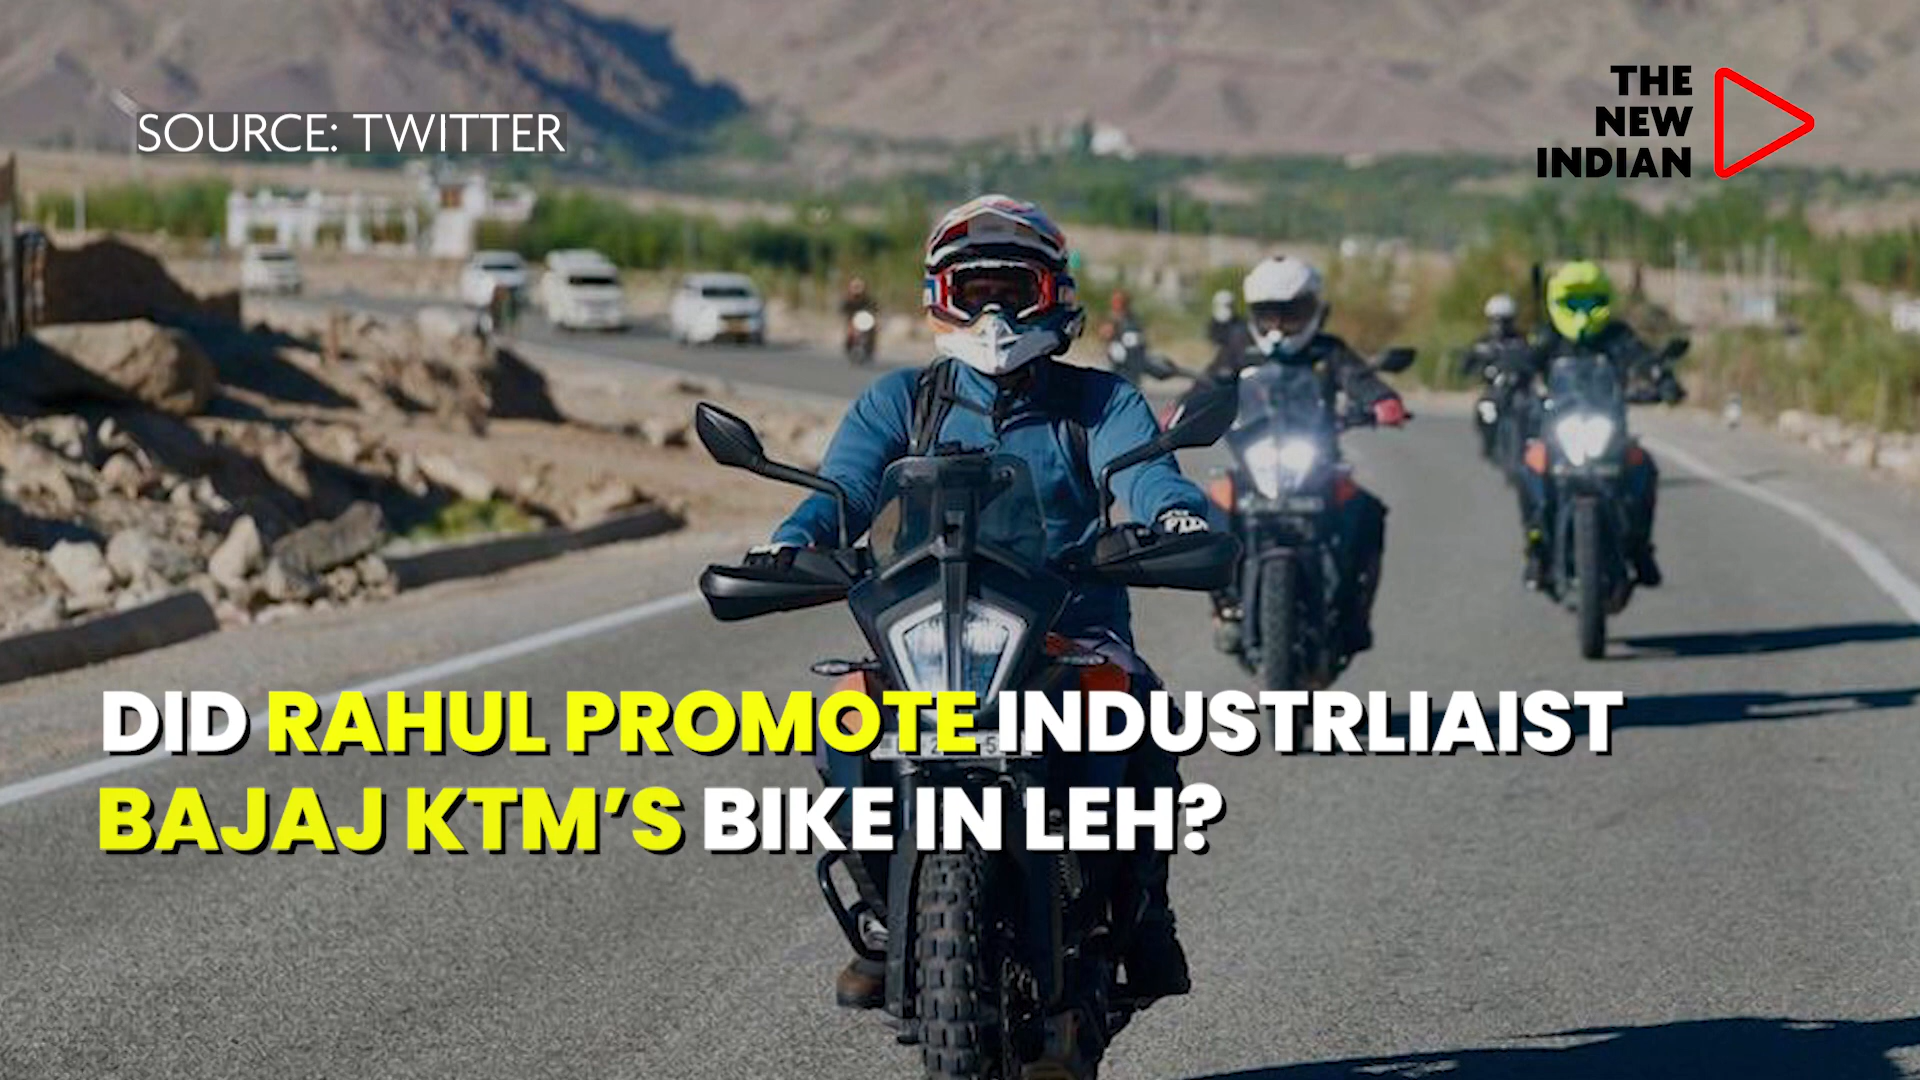 SOURCE: TWITTER
THE
NEW
INDIAN
DID RAHUL PROMOTE INDUSTRLIAIST
BAJAJ KTM'S BIKE IN LEH?